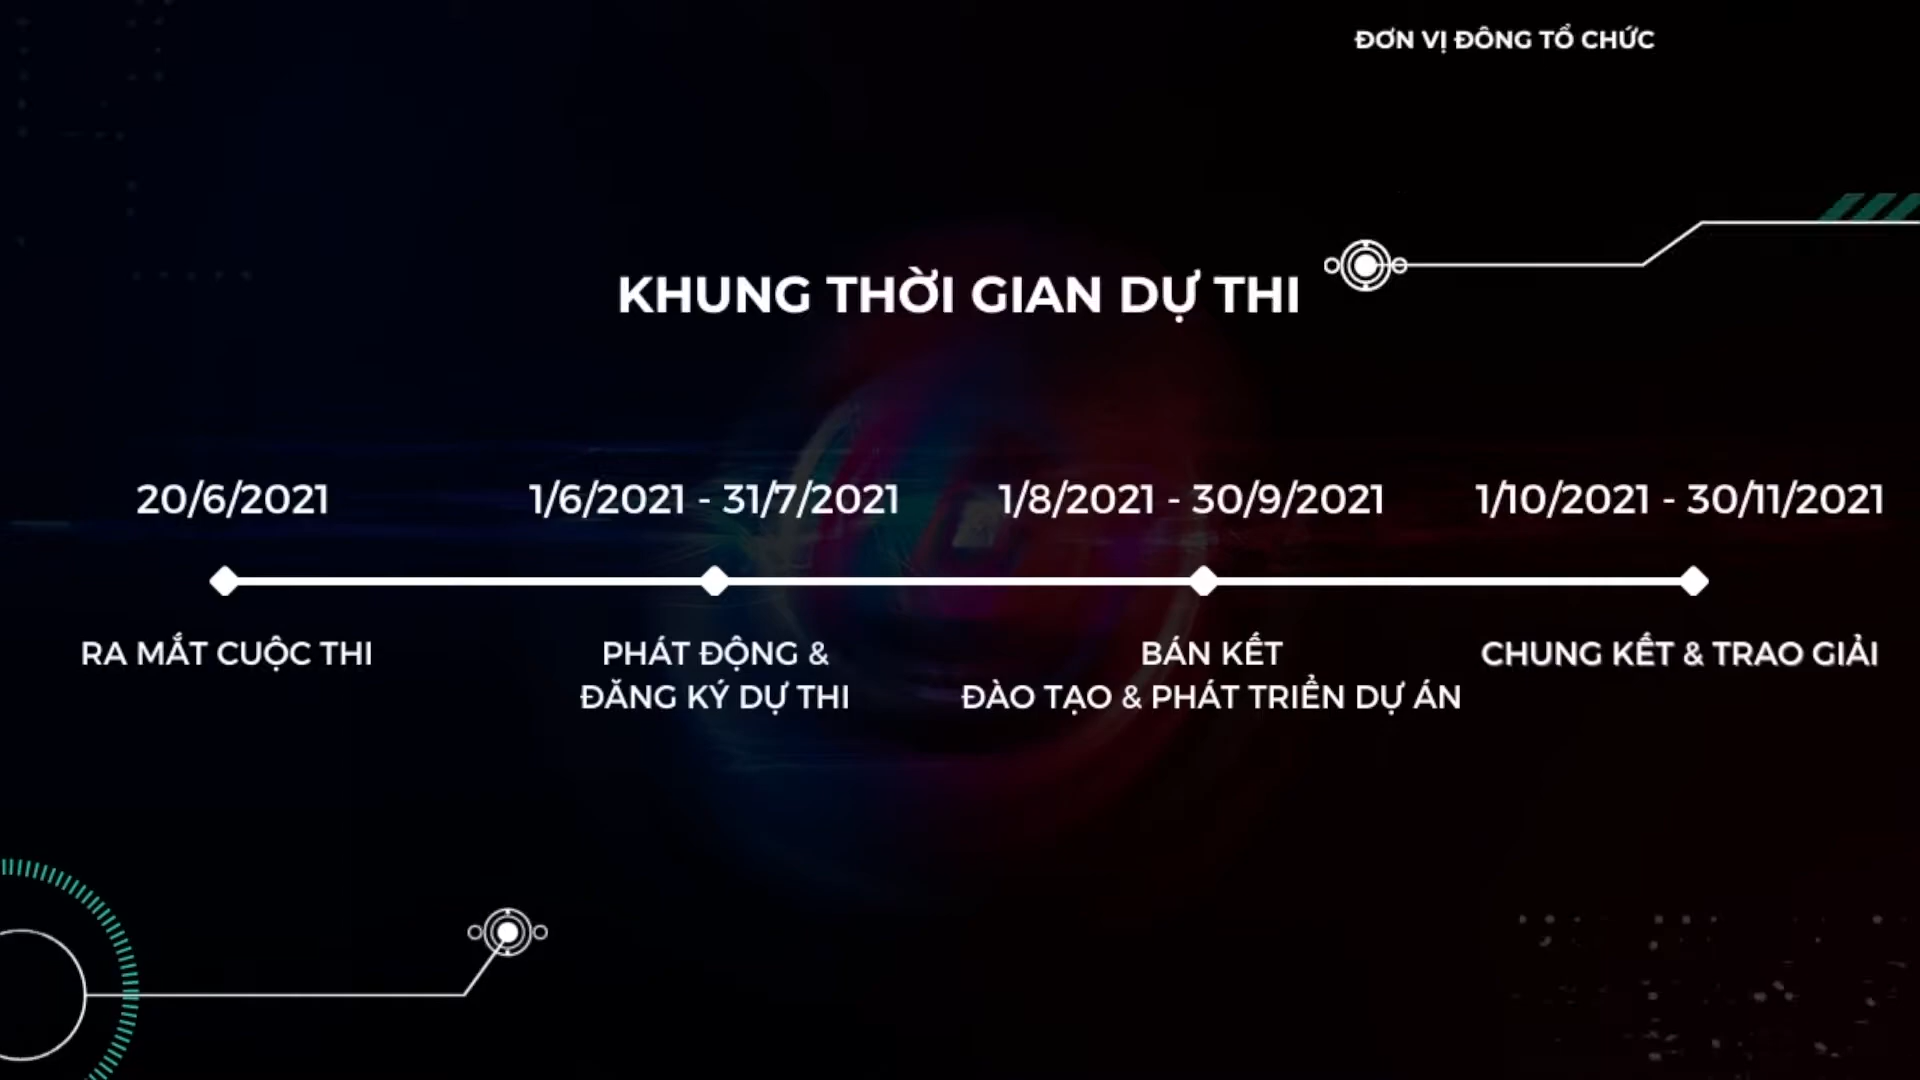 ĐƠN VỊ ĐÔNG TỔ CHỨC
KHUNG THỜI GIAN DỰ THI
20/6/2021
RA MẮT CUỘC THI
1/6/2021 - 31/7/2021
PHÁT ĐỘNG &
ĐĂNG KÝ DỰ THI
1/8/2021 - 30/9/2021
BÁN KẾT
ĐÀO TẠO & PHÁT TRIỂN DỰ ÁN
1/10/2021 - 30/11/2021
CHUNG KẾT & TRAO GIẢI